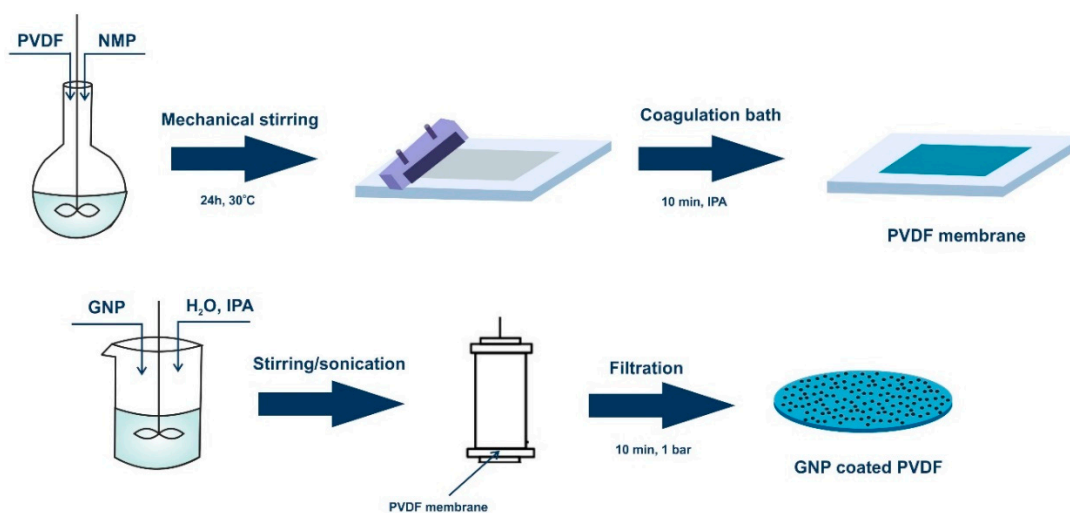 PVDF NMP
Mechanical stirring
24h, 30°C
Coagulation bath
10 min, IPA
PVDF membrane
GNP H₂O, IPA
Stirring/sonication
PVDF membrane
Filtration
10 min, 1 bar
GNP coated PVDF